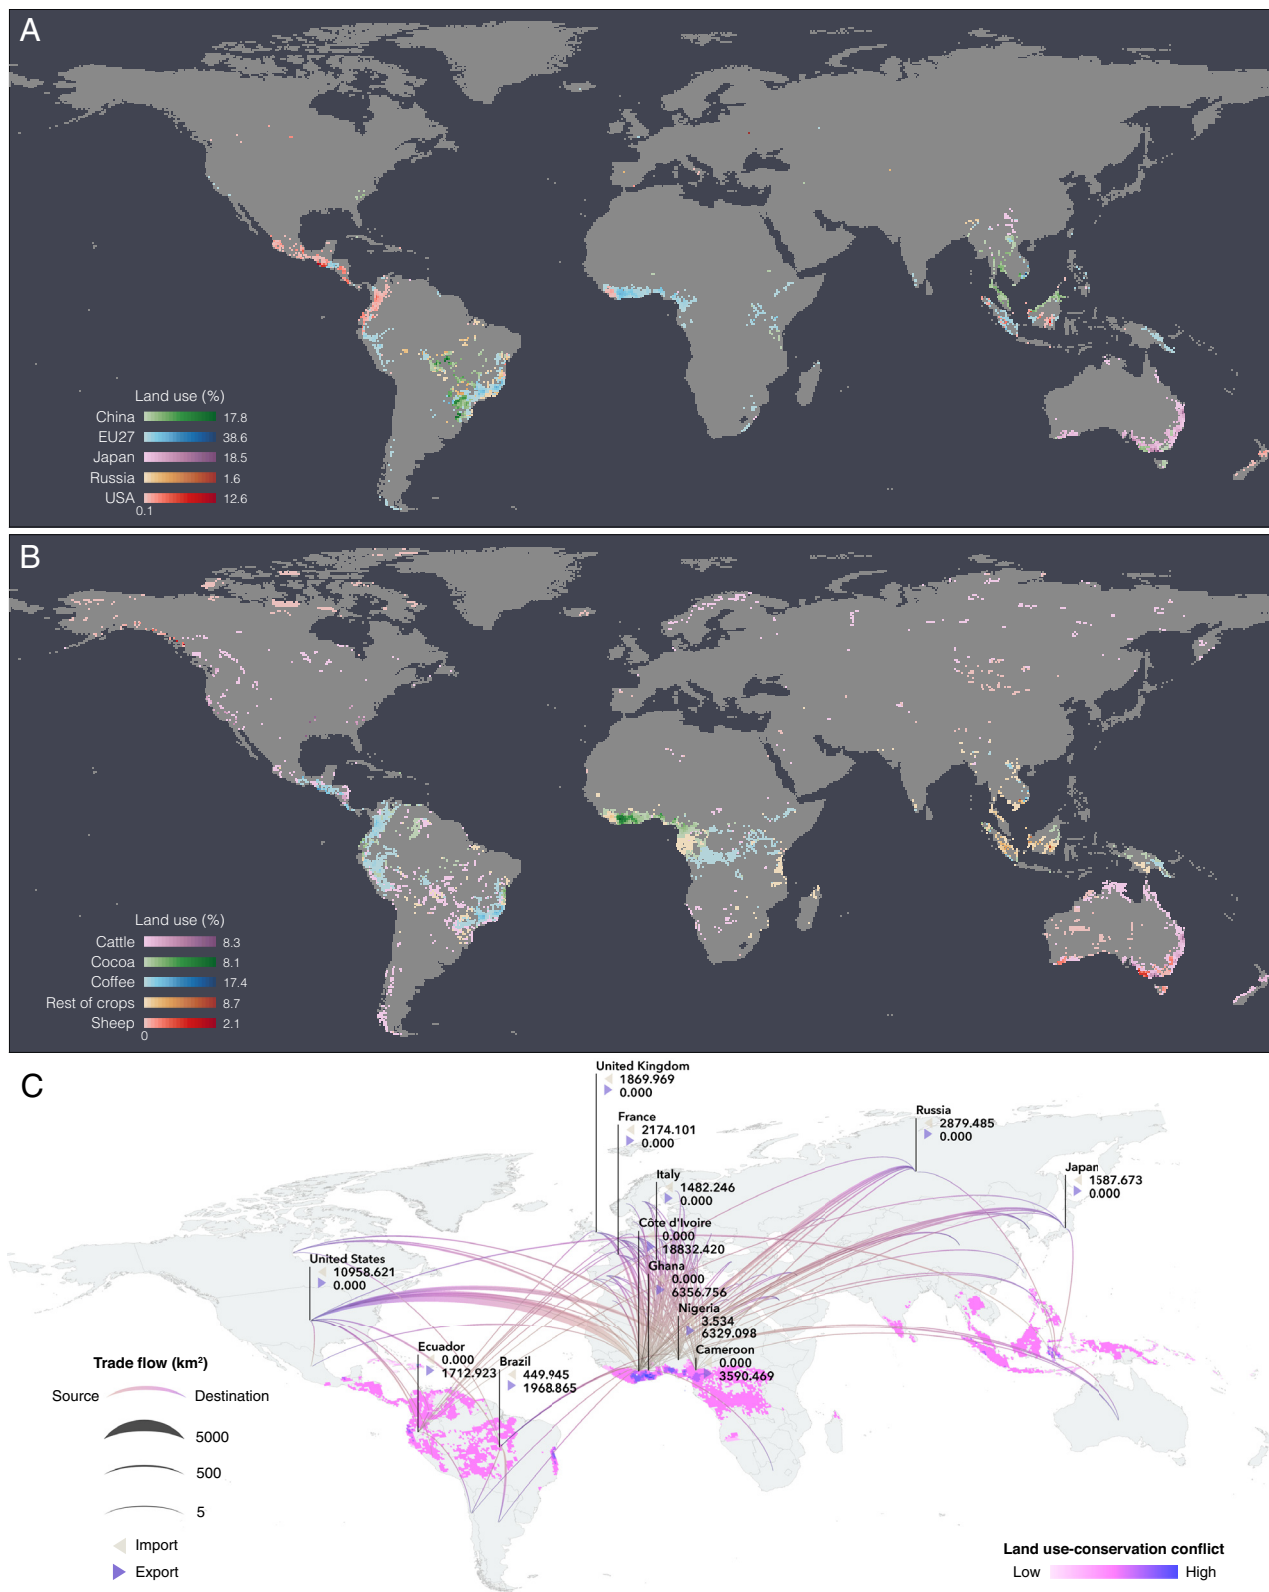 A
Land use (%)
China 17.8
EU27 38.6
Japan 18.5
Russia 1.6
USA 12.6
0.1
B
Land use (%)
Cattle 8.3
Cocoa 8.1
Coffee 17.4
Rest of crops 8.7
Sheep 2.1
0
C
United Kingdom
1869.969
0.000
France
2174.101
0.000
Russia
2879.485
0.000
Italy
1482.246
0.000
Japan
1587.673
0.000
Côte d'Ivoire
0.000
18832.420
United States
10958.621
0.000
Ghana
0.000
6356.756
Nigeria
3.534
6329.098
Ecuador
0.000
1712.923
Brazil
449.945
1968.865
Cameroon
0.000
3590.469
Trade flow (km²)
Source Destination
5000
500
5
Import
Export
Land use-conservation conflict
Low High